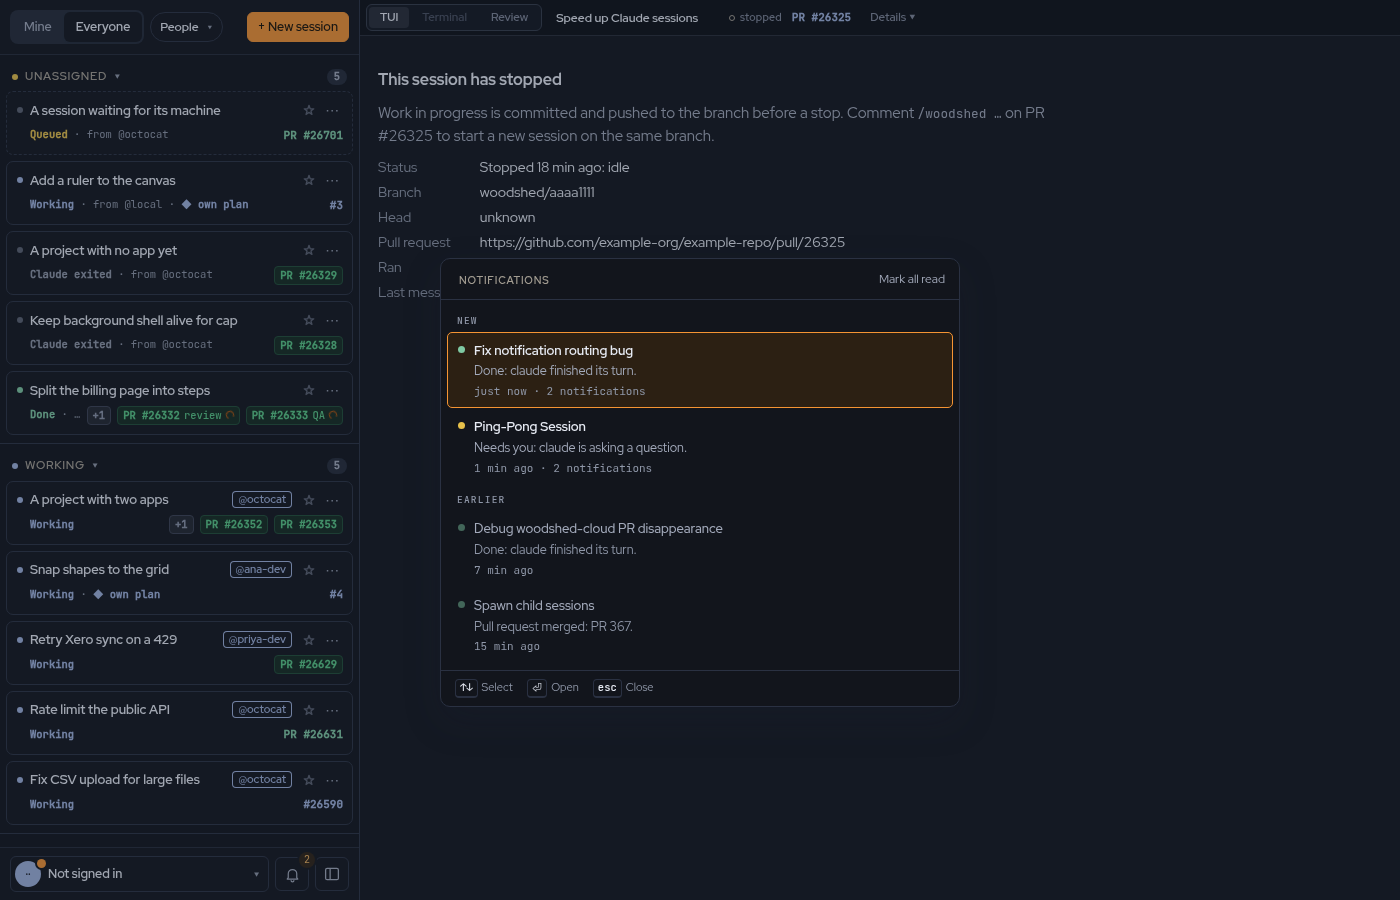 Mine Everyone People + New session
UNASSIGNED 5
A session waiting for its machine
Queued · from @octocat PR #26701
Add a ruler to the canvas
Working · from @local · ◆ own plan #3
A project with no app yet
Claude exited · from @octocat PR #26329
Keep background shell alive for cap
Claude exited · from @octocat PR #26328
Split the billing page into steps
Done · … +1 PR #26332 review PR #26333 QA
WORKING 5
A project with two apps @octocat
Working +1 PR #26352 PR #26353
Snap shapes to the grid @ana-dev
Working · ◆ own plan #4
Retry Xero sync on a 429 @priya-dev
Working PR #26629
Rate limit the public API @octocat
Working PR #26631
Fix CSV upload for large files @octocat
Working #26590
Not signed in 2
TUI Terminal Review Speed up Claude sessions stopped PR #26325 Details
This session has stopped
Work in progress is committed and pushed to the branch before a stop. Comment /woodshed … on PR
#26325 to start a new session on the same branch.
Status Stopped 18 min ago: idle
Branch woodshed/aaaa1111
Head unknown
Pull request https://github.com/example-org/example-repo/pull/26325
Ran
Last mess
NOTIFICATIONS Mark all read
NEW
Fix notification routing bug
Done: claude finished its turn.
just now · 2 notifications
Ping-Pong Session
Needs you: claude is asking a question.
1 min ago · 2 notifications
EARLIER
Debug woodshed-cloud PR disappearance
Done: claude finished its turn.
7 min ago
Spawn child sessions
Pull request merged: PR 367.
15 min ago
↑↓ Select ⏎ Open esc Close